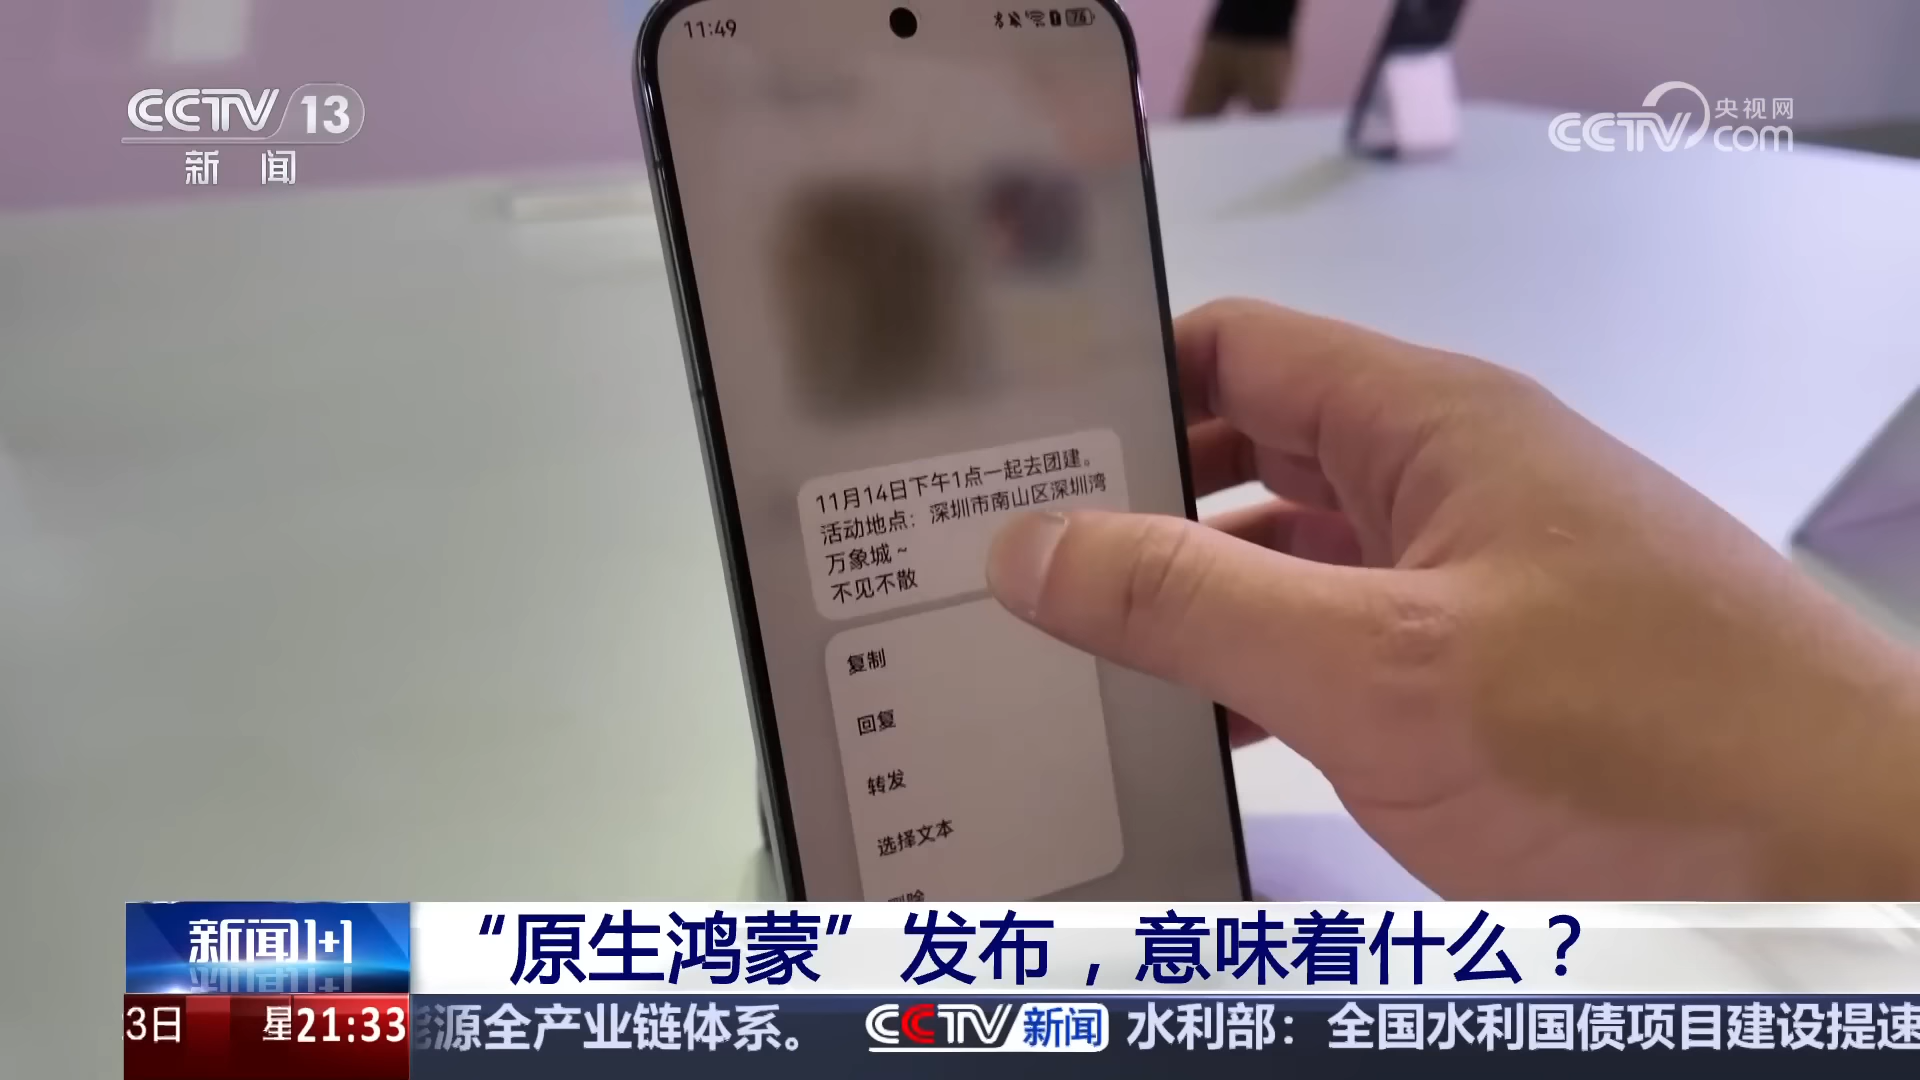 11:49
76
CCTV 13
新闻
CCTV 央视网
com
11月14日下午1点一起去团建。
活动地点：深圳市南山区深圳湾
万象城~
不见不散
复制
回复
转发
选择文本
删除
新闻1+1
“原生鸿蒙”发布，意味着什么？
3日 星 21:33
能源全产业链体系。 CCTV新闻 水利部：全国水利国债项目建设提速